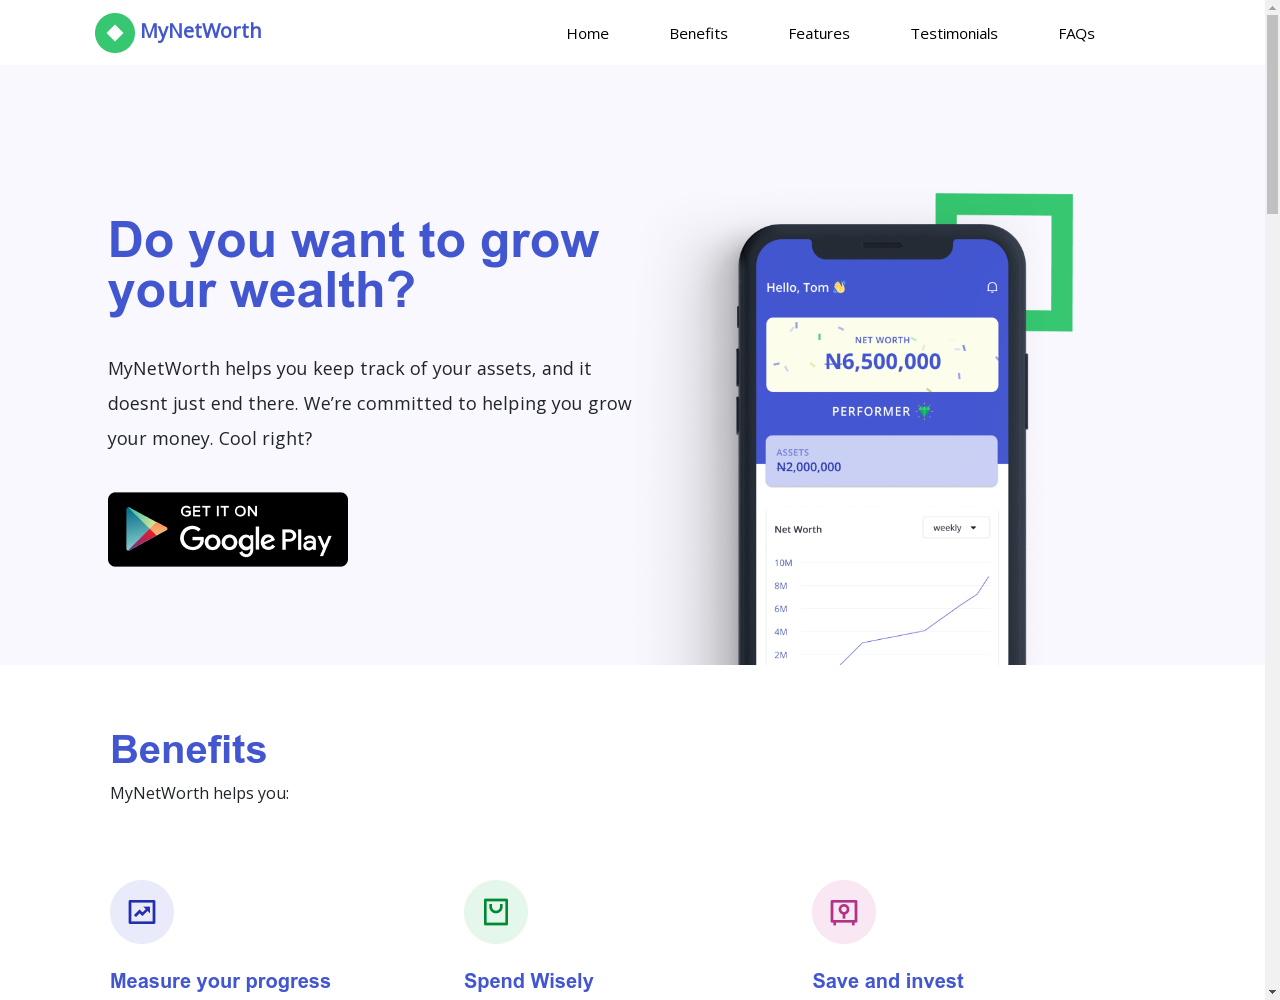 MyNetWorth
Home
Benefits
Features
Testimonials
FAQs
Do you want to grow
your wealth?
MyNetWorth helps you keep track of your assets, and it
doesnt just end there. We’re committed to helping you grow
your money. Cool right?
GET IT ON
Google Play
Hello, Tom 👋
NET WORTH
₦6,500,000
PERFORMER
ASSETS
₦2,000,000
Net Worth
weekly
10M
8M
6M
4M
2M
Benefits
MyNetWorth helps you:
Measure your progress
Spend Wisely
Save and invest